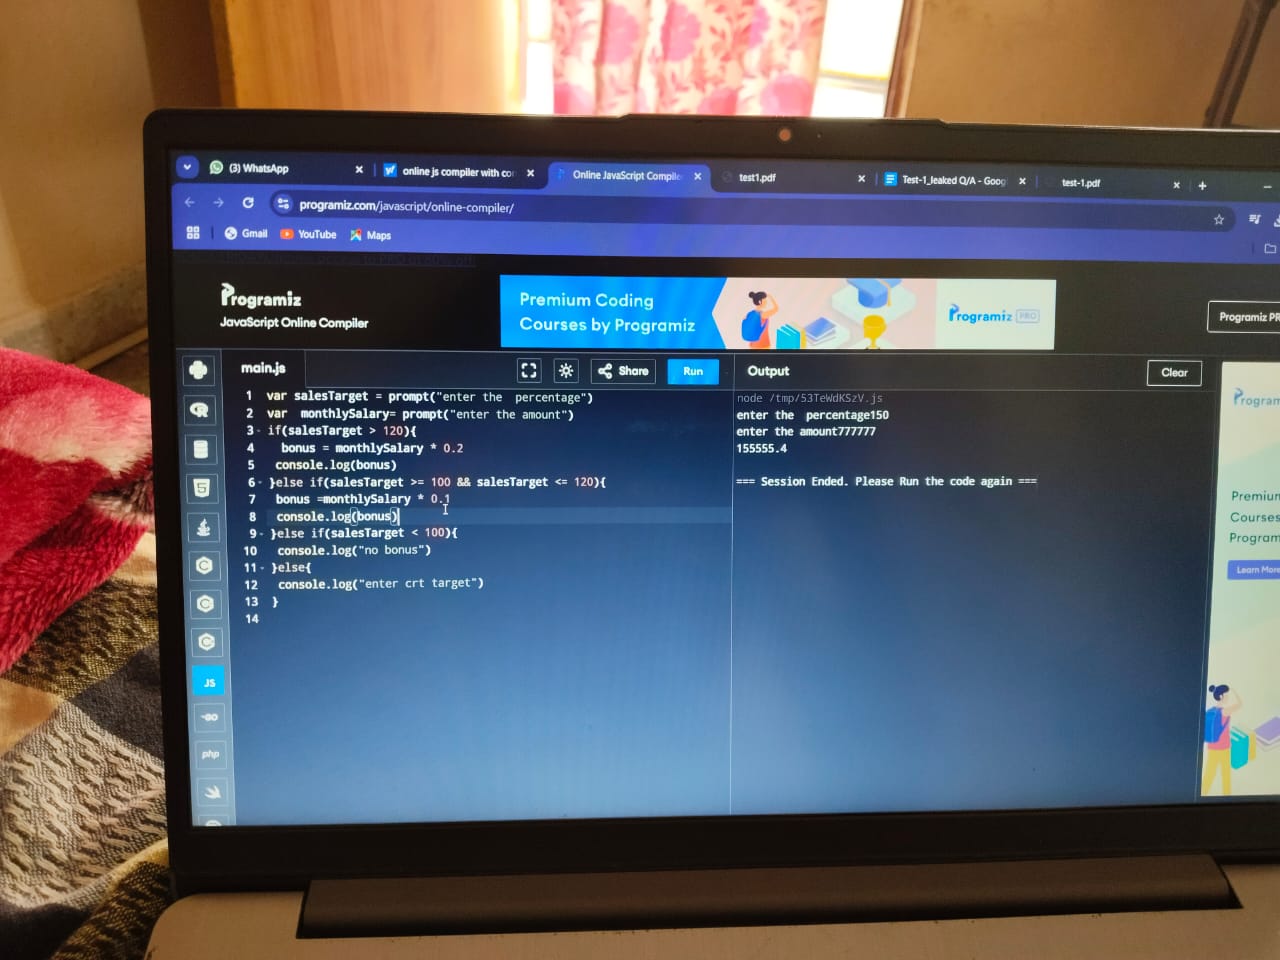 (3) WhatsApp
online js compiler with co
Online JavaScript Compile
test1.pdf
Test-1_leaked Q/A - Goog
test-1.pdf
programiz.com/javascript/online-compiler/
Gmail
YouTube
Maps
Programiz
JavaScript Online Compiler
Premium Coding
Courses by Programiz
Programiz PRO
Programiz PR
main.js
Share
Run
Output
Clear
1 var salesTarget = prompt("enter the  percentage")
2 var  monthlySalary= prompt("enter the amount")
3 if(salesTarget > 120){
4 bonus = monthlySalary * 0.2
5 console.log(bonus)
6 }else if(salesTarget >= 100 && salesTarget <= 120){
7 bonus =monthlySalary * 0.1
8 console.log(bonus)
9 }else if(salesTarget < 100){
10 console.log("no bonus")
11 }else{
12 console.log("enter crt target")
13 }
14
node /tmp/53TeWdKSzV.js
enter the  percentage150
enter the amount777777
155555.4
=== Session Ended. Please Run the code again ===
JS
GO
php
Program
Premiun
Courses
Program
Learn More